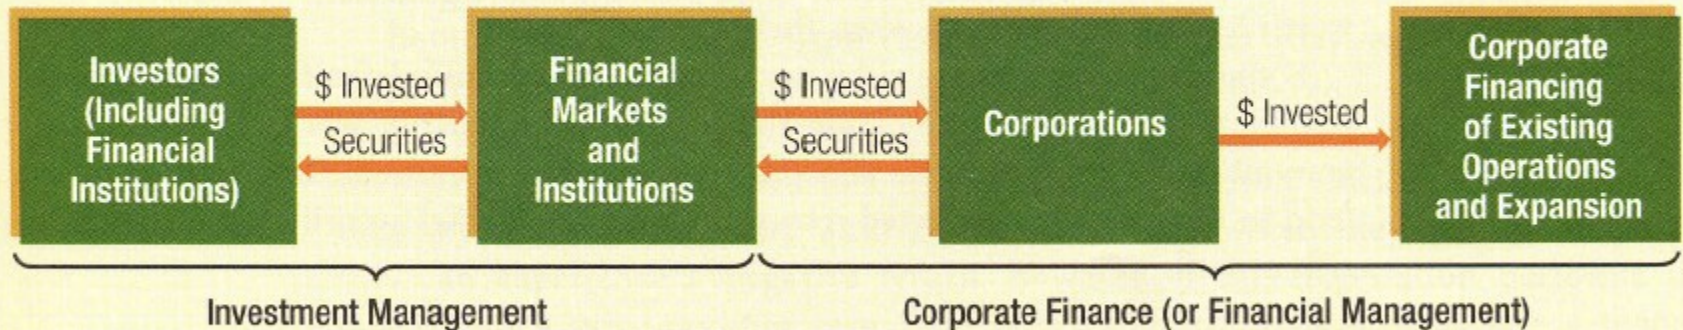 Investors
(Including
Financial
Institutions)
$ Invested
Securities
Financial
Markets
and
Institutions
$ Invested
Securities
Corporations
$ Invested
Corporate
Financing
of Existing
Operations
and Expansion
Investment Management
Corporate Finance (or Financial Management)